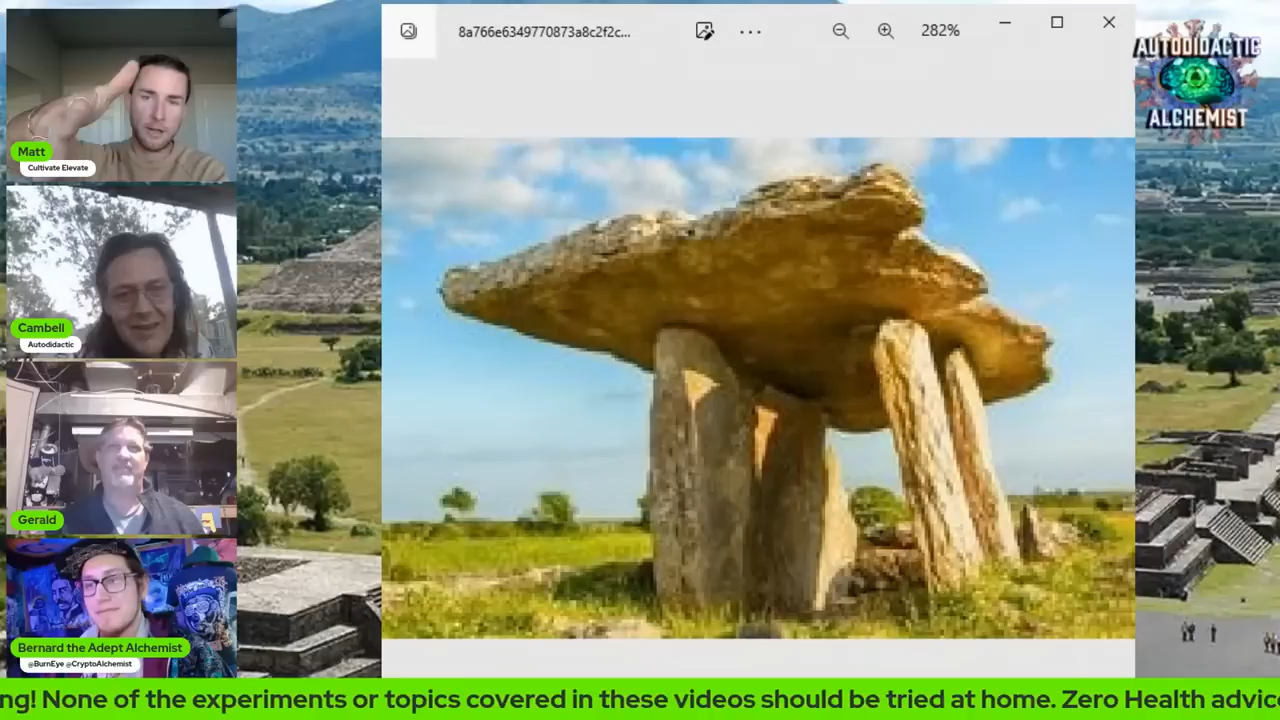 8a766e6349770873a8c2f2c...
282%
AUTODIDACTIC
ALCHEMIST
Matt
Cultivate Elevate
Cambell
Autodidactic
Gerald
Bernard the Adept Alchemist
@BurnEye @CryptoAlchemist
ng! None of the experiments or topics covered in these videos should be tried at home. Zero Health advic